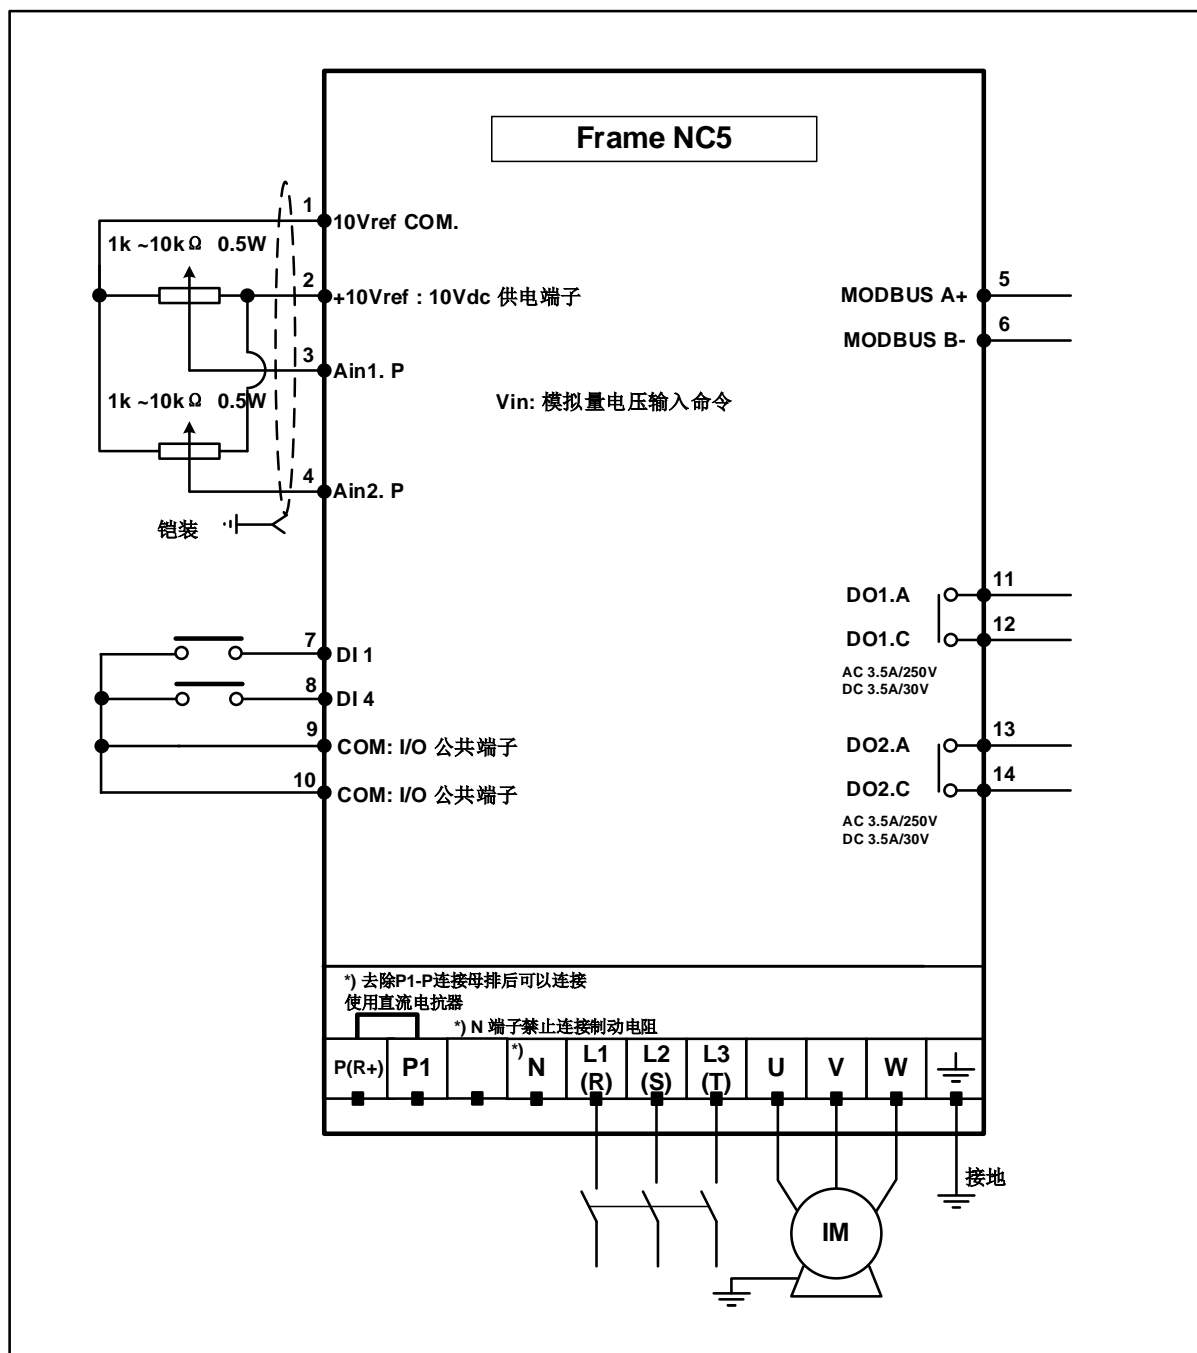 Frame NC5
1
10Vref COM.
1k ~10kΩ 0.5W
2
+10Vref : 10Vdc 供电端子
3
Ain1. P
1k ~10kΩ 0.5W
Vin: 模拟量电压输入命令
4
Ain2. P
铠装
MODBUS A+
5
MODBUS B-
6
7
DI 1
8
DI 4
9
COM: I/O 公共端子
10
COM: I/O 公共端子
DO1.A
11
DO1.C
12
AC 3.5A/250V
DC 3.5A/30V
DO2.A
13
DO2.C
14
AC 3.5A/250V
DC 3.5A/30V
*) 去除P1-P连接母排后可以连接
使用直流电抗器
*) N 端子禁止连接制动电阻
P(R+)
P1
*)
N
L1
(R)
L2
(S)
L3
(T)
U
V
W
接地
IM